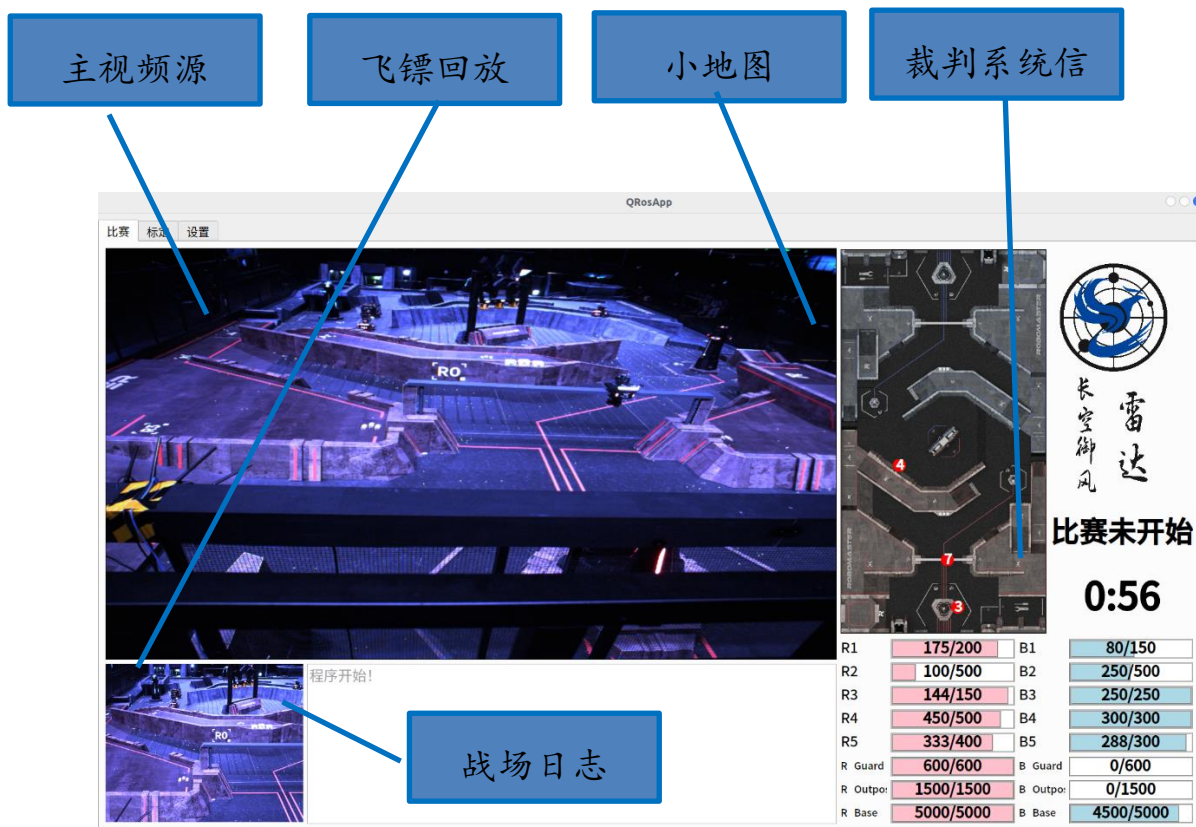 主视频源
飞镖回放
小地图
裁判系统信
QRosApp
比赛
标定
设置
R0
ROBOMASTER
4
7
3
ROBOMASTER
长空御风
雷达
比赛未开始
0:56
程序开始!
战场日志
R1 175/200 B1 80/150
R2 100/500 B2 250/500
R3 144/150 B3 250/250
R4 450/500 B4 300/300
R5 333/400 B5 288/300
R Guard 600/600 B Guard 0/600
R Outpo: 1500/1500 B Outpo: 0/1500
R Base 5000/5000 B Base 4500/5000
R0